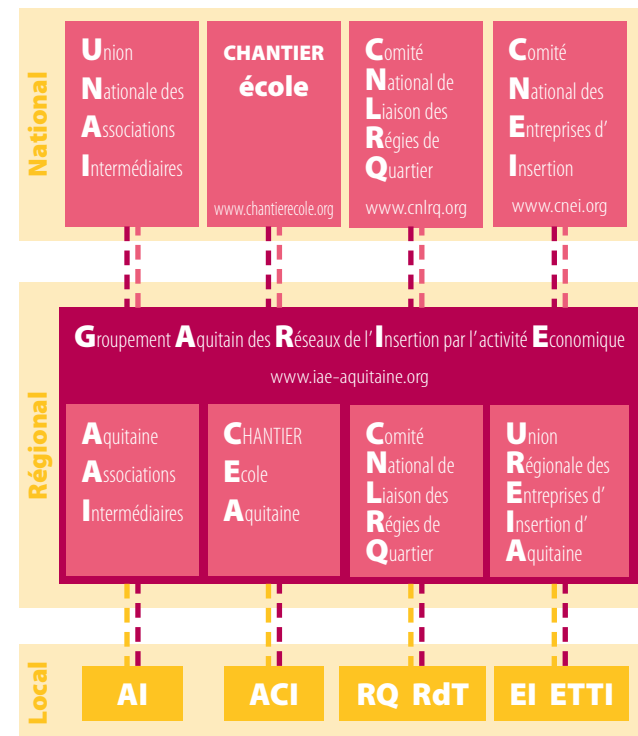 National
Union
Nationale des
Associations
Intermédiaires
CHANTIER
école
www.chantierecole.org
Comité
National de
Liaison des
Régies de
Quartier
www.cnlrq.org
Comité
National des
Entreprises d'
Insertion
www.cnei.org
Régional
Groupement Aquitain des Réseaux de l'Insertion par l'activité Economique
www.iae-aquitaine.org
Aquitaine
Associations
Intermédiaires
CHANTIER
Ecole
Aquitaine
Comité
National de
Liaison des
Régies de
Quartier
Union
Régionale des
Entreprises d'
Insertion d'
Aquitaine
Local
AI
ACI
RQ RdT
EI ETTI